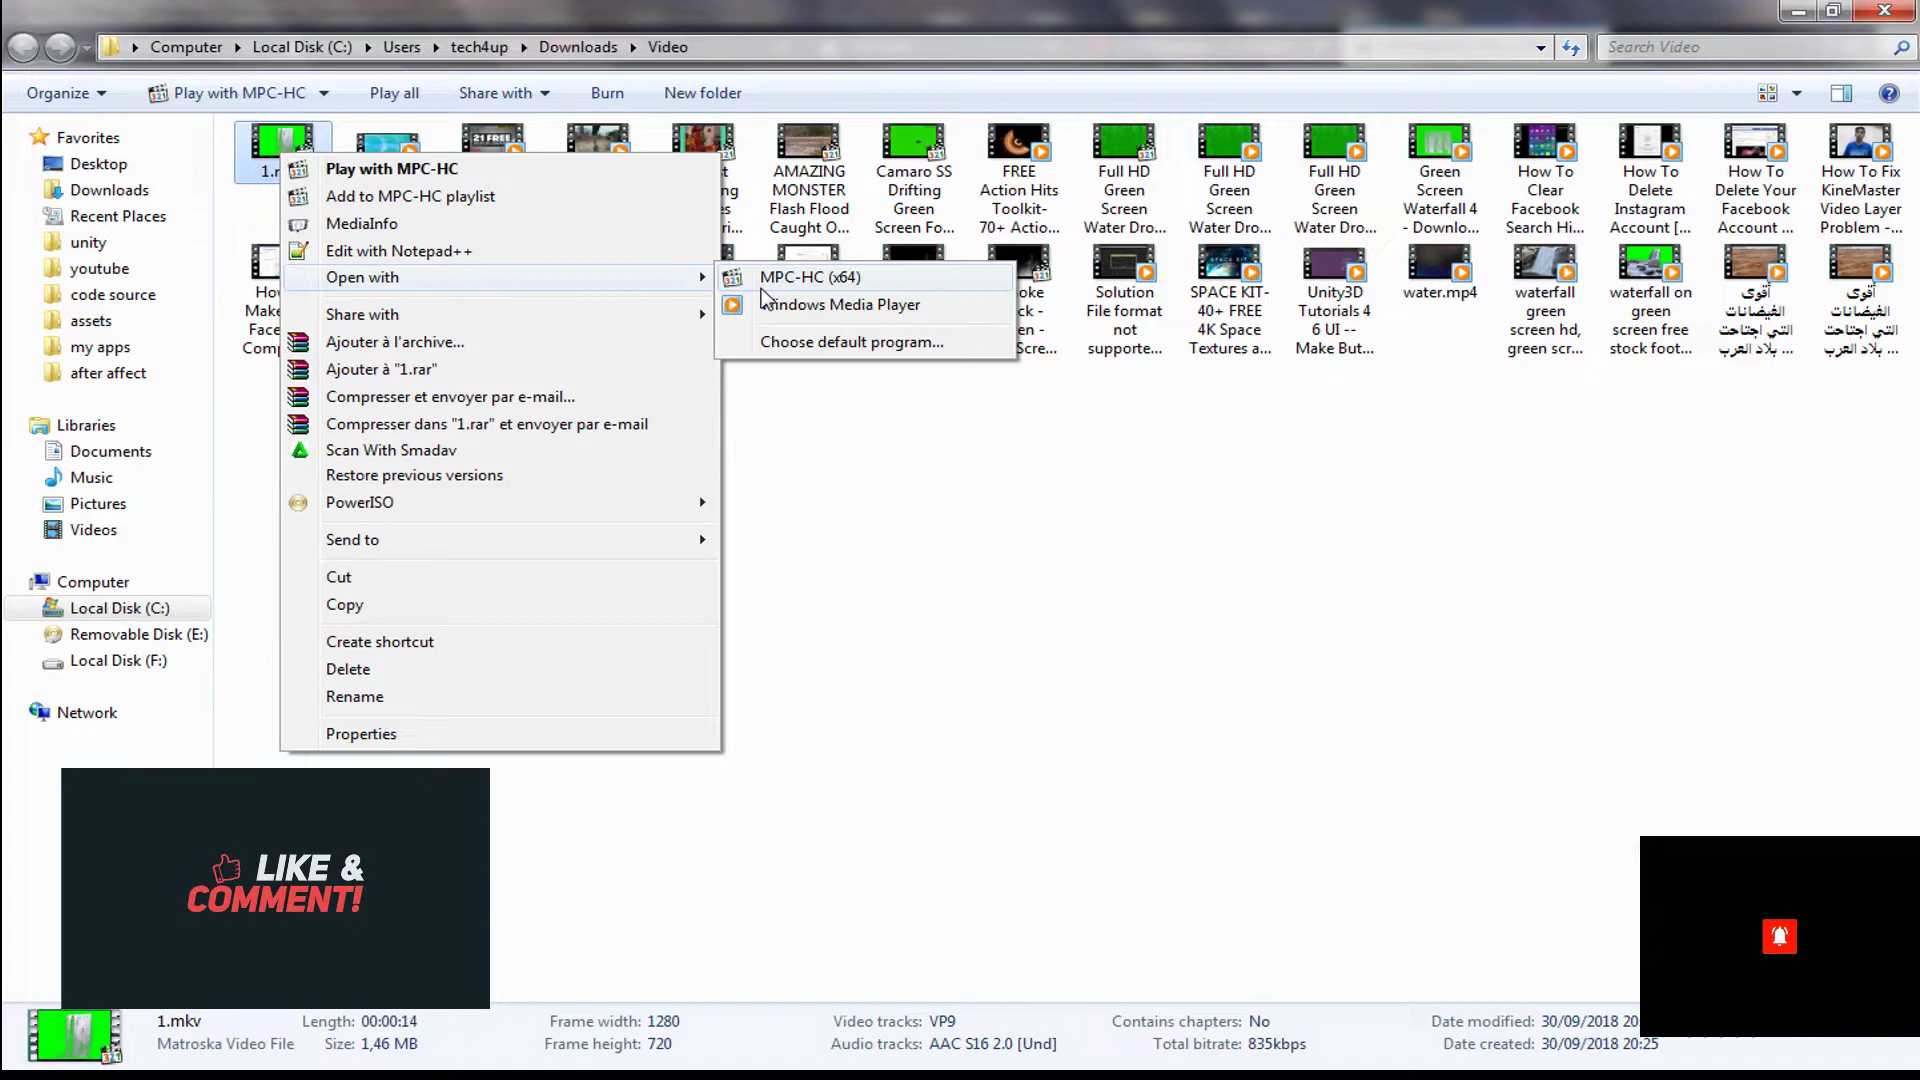 Computer Local Disk (C:) Users tech4up Downloads Video
Search Video
Organize Play with MPC-HC Play all Share with Burn New folder
Favorites
Desktop
Downloads
Recent Places
unity
youtube
code source
assets
my apps
after affect
Libraries
Documents
Music
Pictures
Videos
Computer
Local Disk (C:)
Removable Disk (E:)
Local Disk (F:)
Network
21 FREE
AMAZING
MONSTER
Flash Flood
Caught O...
Camaro SS
Drifting
Green
Screen Fo...
FREE
Action Hits
Toolkit-
70+ Actio...
Full HD
Green
Screen
Water Dro...
Full HD
Green
Screen
Water Dro...
Full HD
Green
Screen
Water Dro...
Green
Screen
Waterfall 4
- Downlo...
How To
Clear
Facebook
Search Hi...
How To
Delete
Instagram
Account [...
How To
Delete Your
Facebook
Account ...
How To Fix
KineMaster
Video Layer
Problem -...
Solution
File format
not
supporte...
SPACE KIT-
40+ FREE
4K Space
Textures a...
Unity3D
Tutorials 4
6 UI --
Make But...
water.mp4
waterfall
green
screen hd,
green scr...
waterfall on
green
screen free
stock foot...
أقوى
الفيضانات
التي اجتاحت
بلاد العرب ...
أقوى
الفيضانات
التي اجتاحت
بلاد العرب ...
Play with MPC-HC
Add to MPC-HC playlist
MediaInfo
Edit with Notepad++
Open with
Share with
Ajouter à l'archive...
Ajouter à "1.rar"
Compresser et envoyer par e-mail...
Compresser dans "1.rar" et envoyer par e-mail
Scan With Smadav
Restore previous versions
PowerISO
Send to
Cut
Copy
Create shortcut
Delete
Rename
Properties
MPC-HC (x64)
Windows Media Player
Choose default program...
LIKE &
COMMENT!
1.mkv Length: 00:00:14 Frame width: 1280 Video tracks: VP9 Contains chapters: No Date modified: 30/09/2018 20:
Matroska Video File Size: 1,46 MB Frame height: 720 Audio tracks: AAC S16 2.0 [Und] Total bitrate: 835kbps Date created: 30/09/2018 20:25